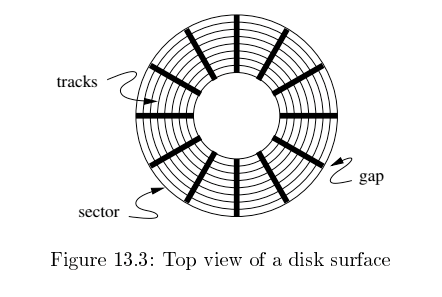 tracks
gap
sector
Figure 13.3: Top view of a disk surface